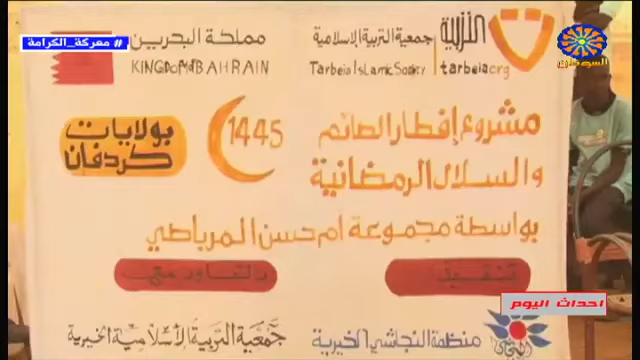 # معركة_الكرامة
السودان
مملكة البحرين
KINGDOM OF BAHRAIN
جمعية التربية الإسلامية
Tarbeia Islamic Society
التربية
tarbeia.org
مشروع إفطار الصائم
والسلال الرمضانية
1445
بولايات
كردفان
بواسطة مجموعة أم حسن المرباطي
تنفيذ
بالتعاون مع
منظمة النجاشي الخيرية
جمعية التربية الإسلامية الخيرية
احداث اليوم